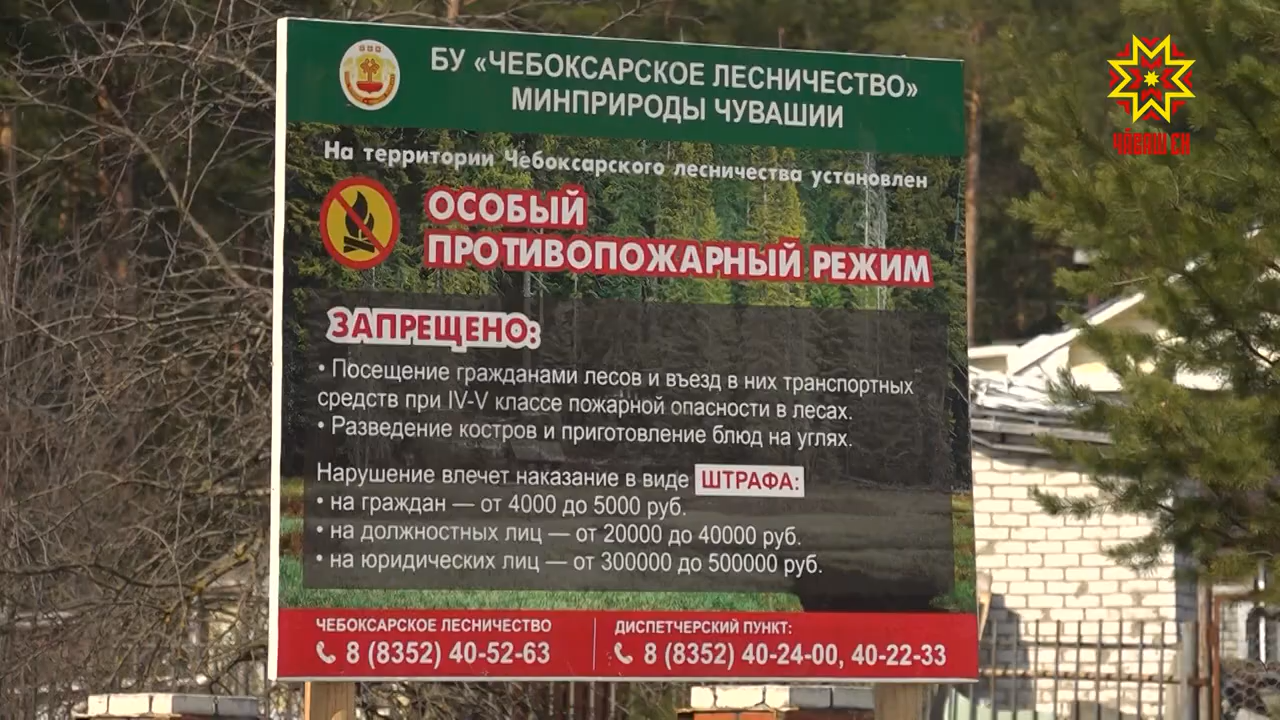 БУ «ЧЕБОКСАРСКОЕ ЛЕСНИЧЕСТВО»
МИНПРИРОДЫ ЧУВАШИИ
На территории Чебоксарского лесничества установлен
ОСОБЫЙ
ПРОТИВОПОЖАРНЫЙ РЕЖИМ
ЗАПРЕЩЕНО:
• Посещение гражданами лесов и въезд в них транспортных
средств при IV-V классе пожарной опасности в лесах.
• Разведение костров и приготовление блюд на углях.
Нарушение влечет наказание в виде ШТРАФА:
• на граждан — от 4000 до 5000 руб.
• на должностных лиц — от 20000 до 40000 руб.
• на юридических лиц — от 300000 до 500000 руб.
ЧЕБОКСАРСКОЕ ЛЕСНИЧЕСТВО
8 (8352) 40-52-63
ДИСПЕТЧЕРСКИЙ ПУНКТ:
8 (8352) 40-24-00, 40-22-33
ЧӐВАШ ЕН